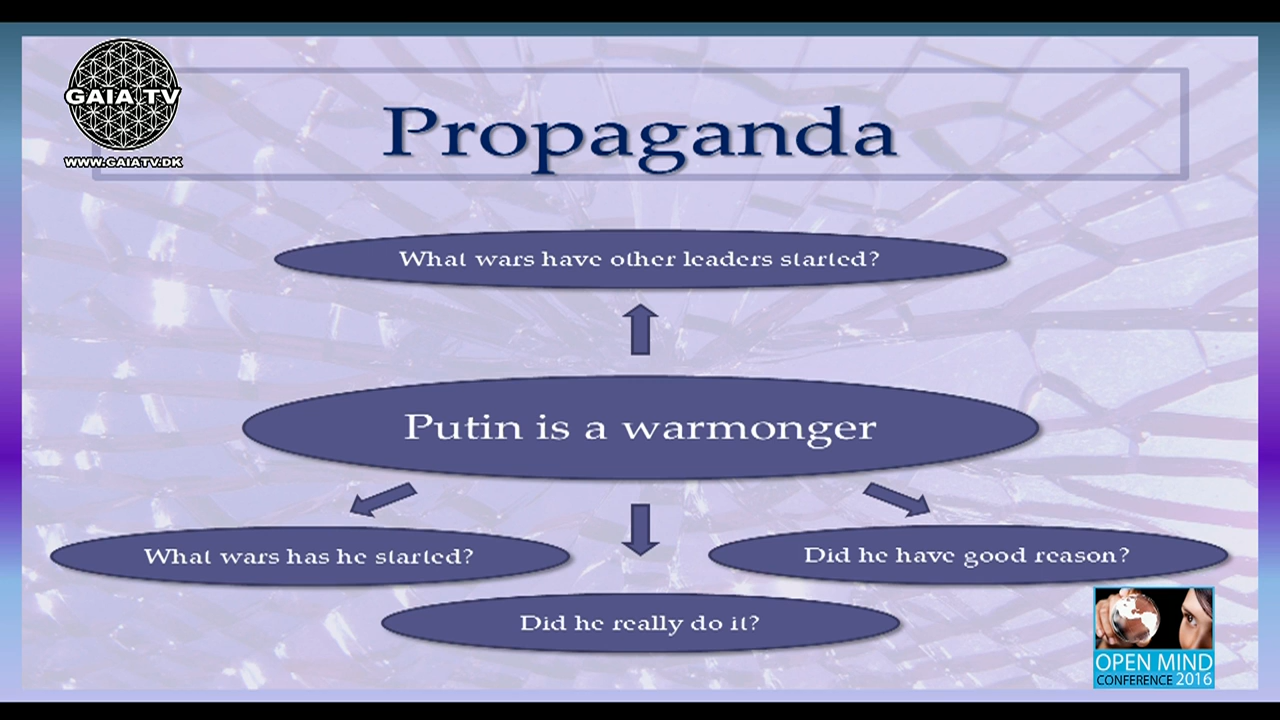 GAIA TV
WWW.GAIATV.DK
Propaganda
What wars have other leaders started?
Putin is a warmonger
What wars has he started?
Did he have good reason?
Did he really do it?
OPEN MIND
CONFERENCE 2016